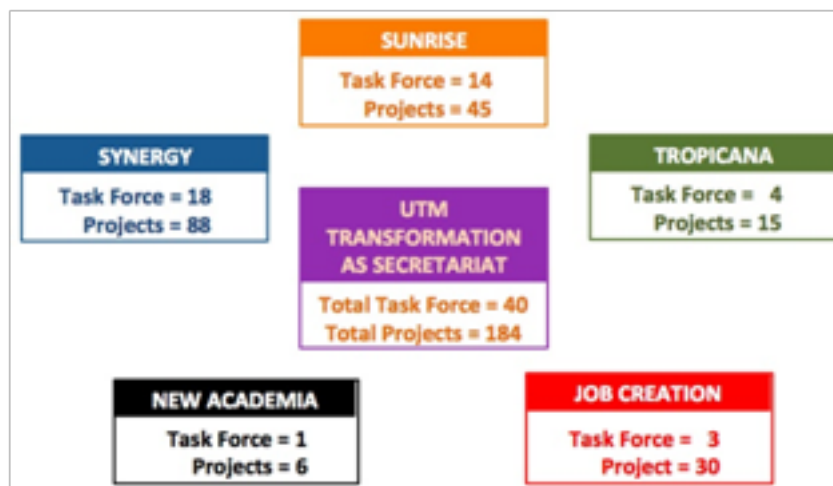 SUNRISE
Task Force = 14
Projects = 45
SYNERGY
Task Force = 18
Projects = 88
TROPICANA
Task Force = 4
Projects = 15
UTM
TRANSFORMATION
AS SECRETARIAT
Total Task Force = 40
Total Projects = 184
NEW ACADEMIA
Task Force = 1
Projects = 6
JOB CREATION
Task Force = 3
Project = 30